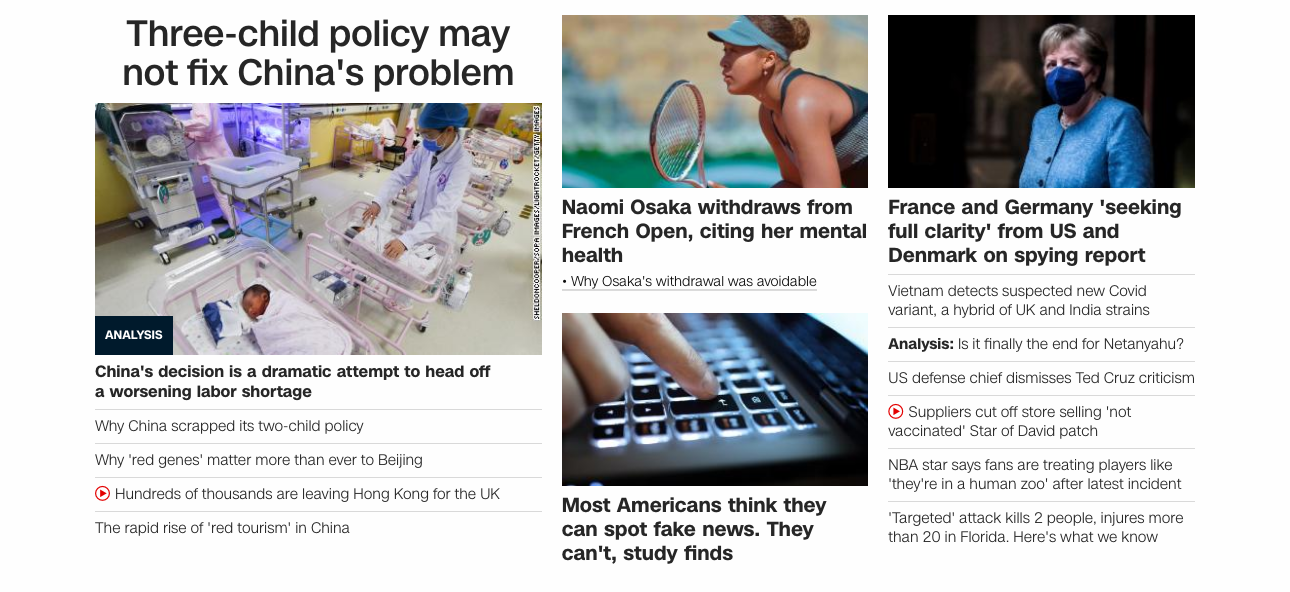 Three-child policy may
not fix China's problem
SHELDONCOOPER/SOPA IMAGES/LIGHTROCKET/GETTY IMAGES
ANALYSIS
China's decision is a dramatic attempt to head off
a worsening labor shortage
Why China scrapped its two-child policy
Why 'red genes' matter more than ever to Beijing
Hundreds of thousands are leaving Hong Kong for the UK
The rapid rise of 'red tourism' in China
Naomi Osaka withdraws from
French Open, citing her mental
health
• Why Osaka's withdrawal was avoidable
Most Americans think they
can spot fake news. They
can't, study finds
France and Germany 'seeking
full clarity' from US and
Denmark on spying report
Vietnam detects suspected new Covid
variant, a hybrid of UK and India strains
Analysis: Is it finally the end for Netanyahu?
US defense chief dismisses Ted Cruz criticism
Suppliers cut off store selling 'not
vaccinated' Star of David patch
NBA star says fans are treating players like
'they're in a human zoo' after latest incident
'Targeted' attack kills 2 people, injures more
than 20 in Florida. Here's what we know